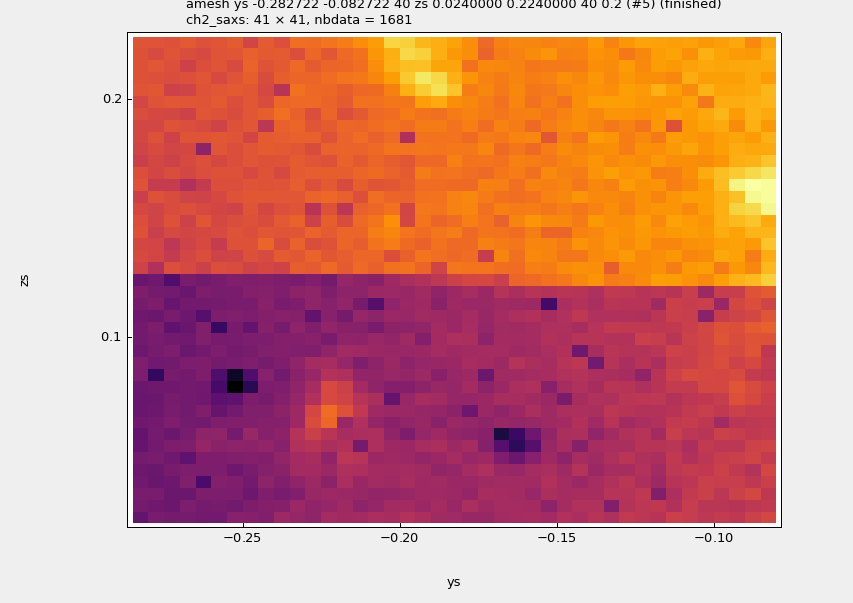 amesh ys -0.282722 -0.082722 40 zs 0.0240000 0.2240000 40 0.2 (#5) (finished)
ch2_saxs: 41 × 41, nbdata = 1681
0.2
zs
0.1
−0.25
−0.20
−0.15
−0.10
ys